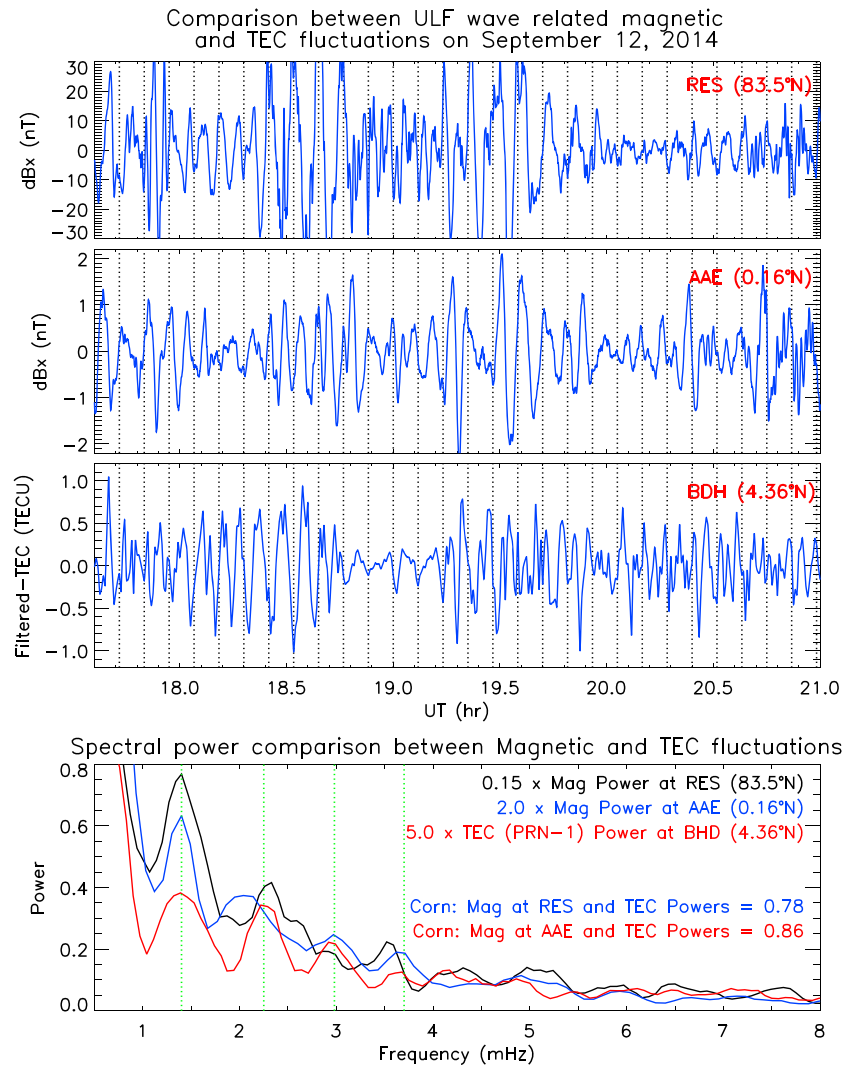 Comparison between ULF wave related magnetic
and TEC fluctuations on September 12, 2014
30
20
10
0
-10
-20
-30
dBx (nT)
RES (83.5°N)
2
1
0
-1
-2
dBx (nT)
AAE (0.16°N)
1.0
0.5
0.0
-0.5
-1.0
Filtered-TEC (TECU)
BDH (4.36°N)
18.0 18.5 19.0 19.5 20.0 20.5 21.0
UT (hr)
Spectral power comparison between Magnetic and TEC fluctuations
0.8
0.6
0.4
0.2
0.0
Power
0.15 x Mag Power at RES (83.5°N)
2.0 x Mag Power at AAE (0.16°N)
5.0 x TEC (PRN-1) Power at BHD (4.36°N)
Corn: Mag at RES and TEC Powers = 0.78
Corn: Mag at AAE and TEC Powers = 0.86
1 2 3 4 5 6 7 8
Frequency (mHz)